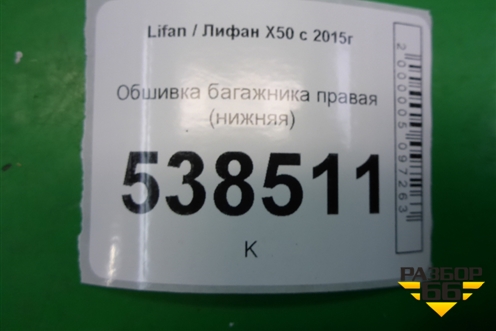 Lifan / Лифан X50 с 2015г
Обшивка багажника правая
(нижняя)
538511
К
2000005097263
РАЗБОР
66